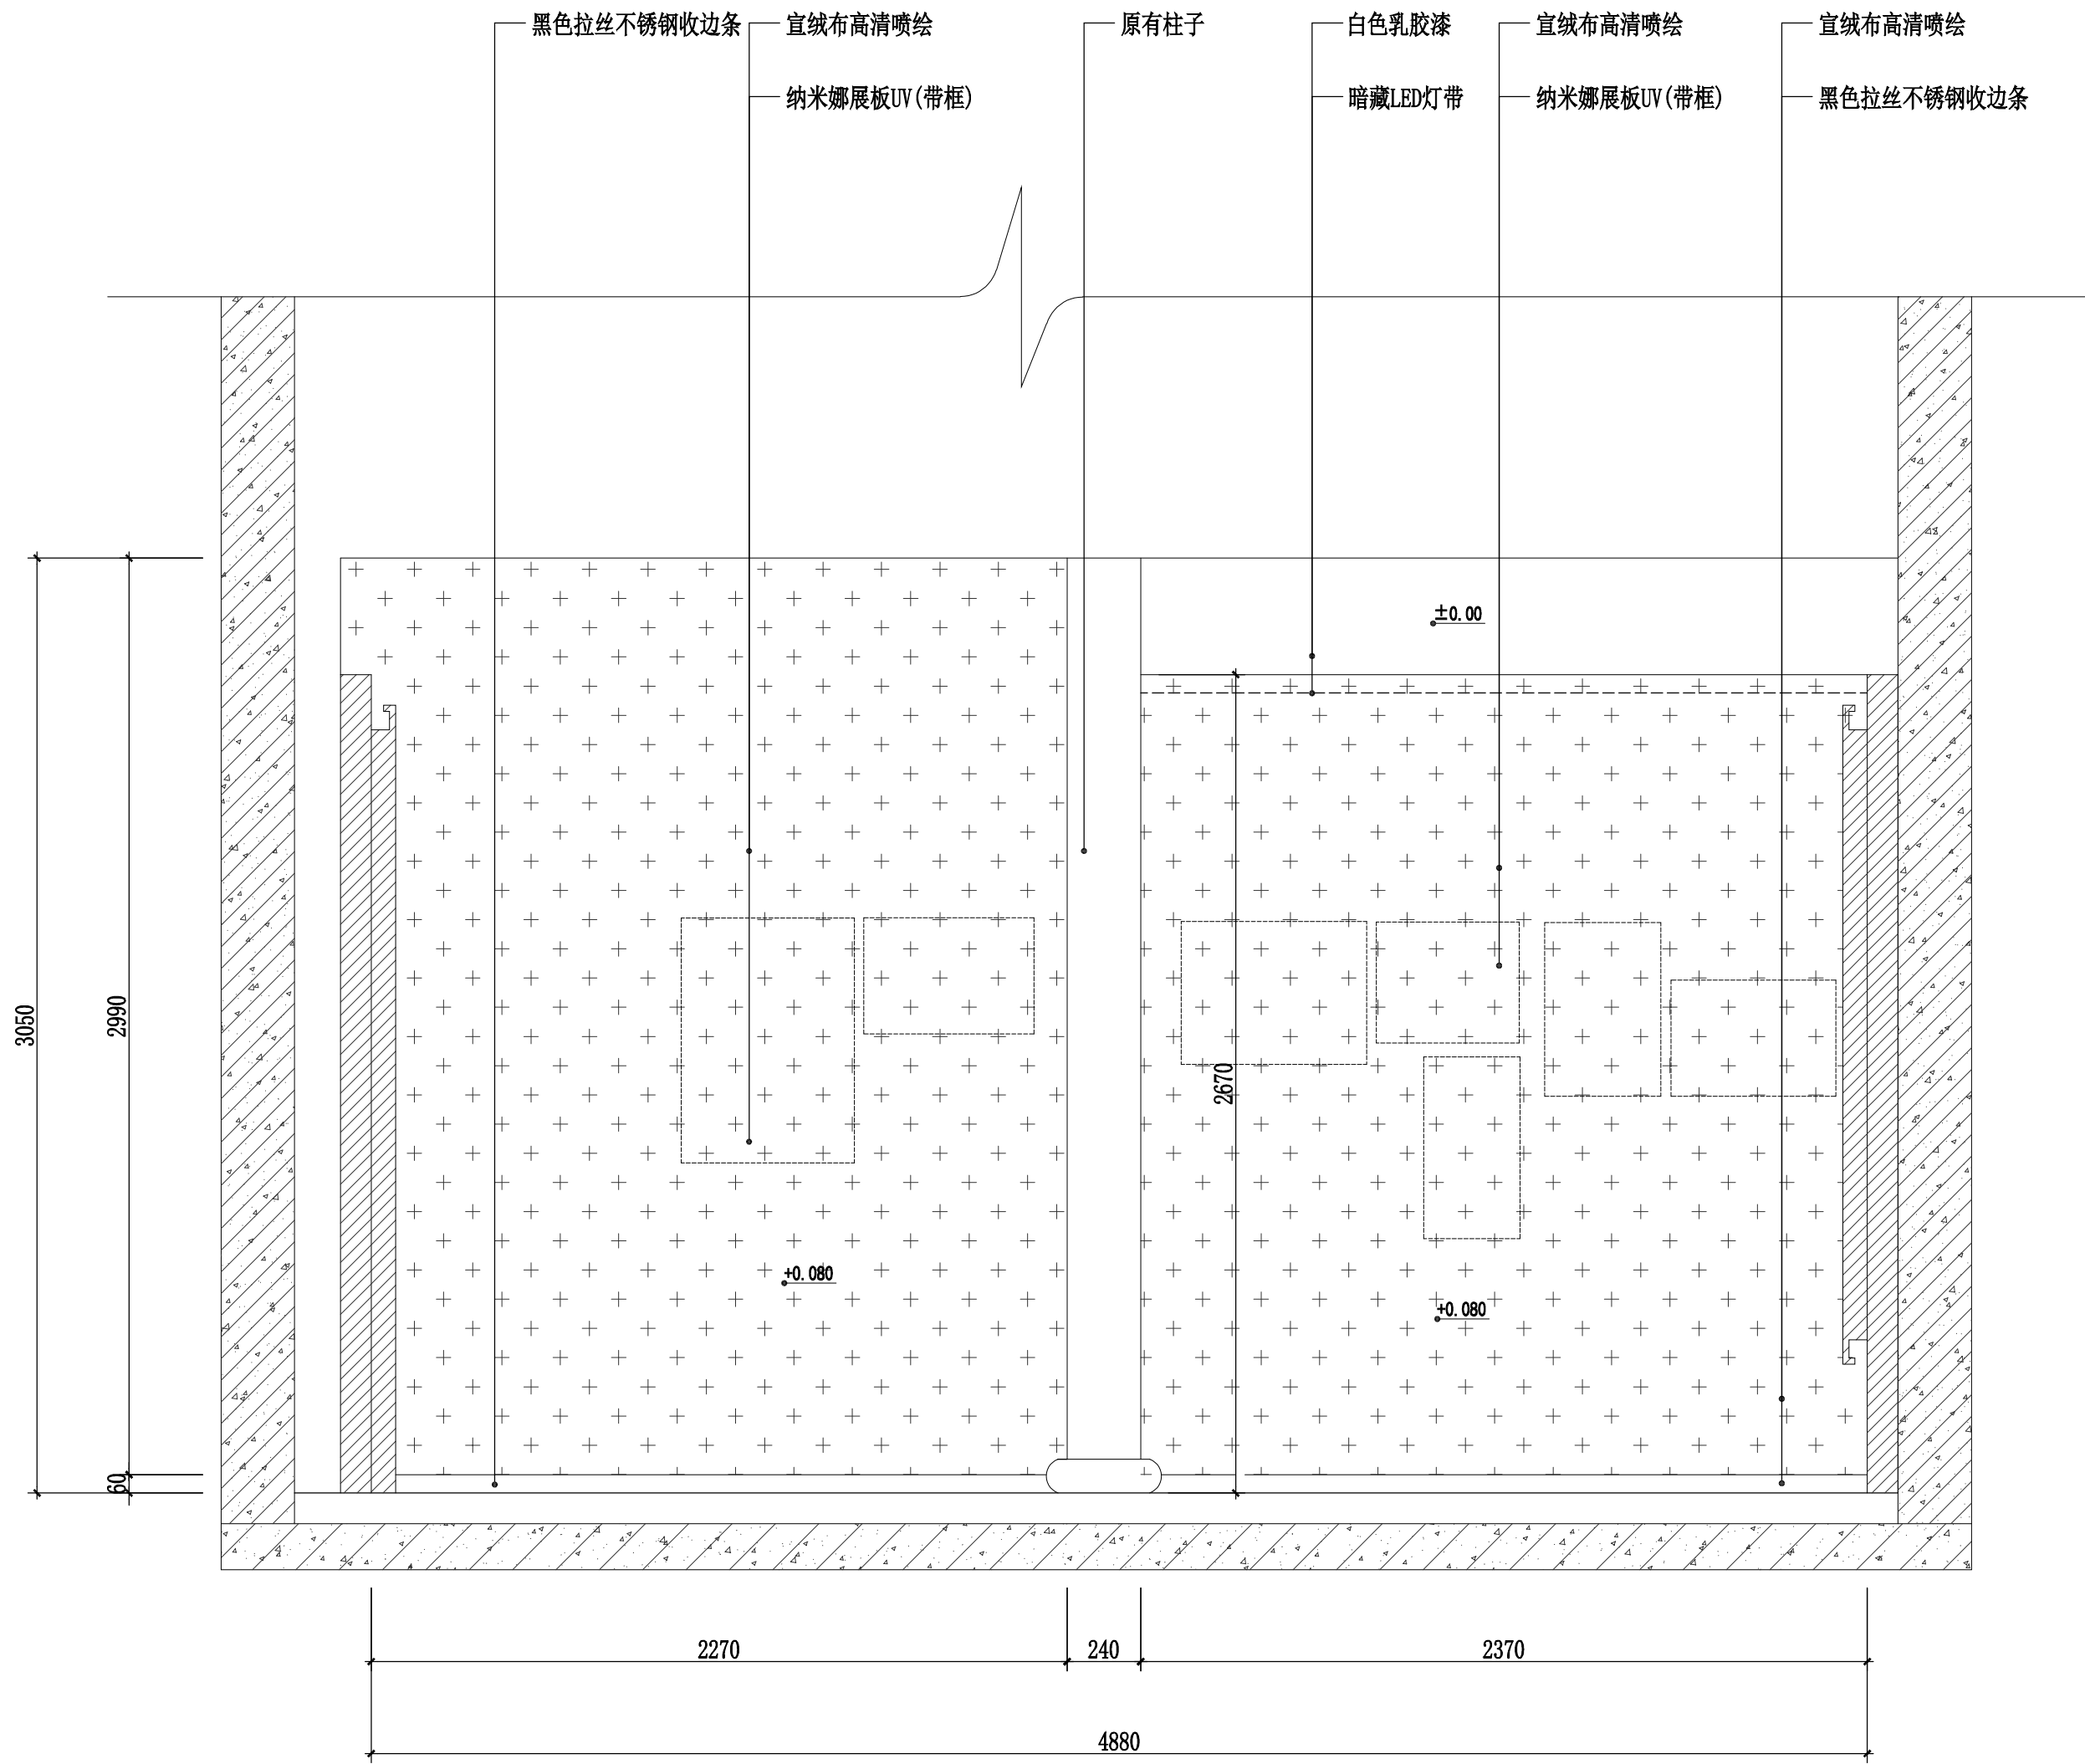 黑色拉丝不锈钢收边条
宣绒布高清喷绘
原有柱子
白色乳胶漆
宣绒布高清喷绘
宣绒布高清喷绘
纳米娜展板UV(带框)
暗藏LED灯带
纳米娜展板UV(带框)
黑色拉丝不锈钢收边条
±0.00
3050
2990
2670
+0.080
+0.080
60
2270
240
2370
4880